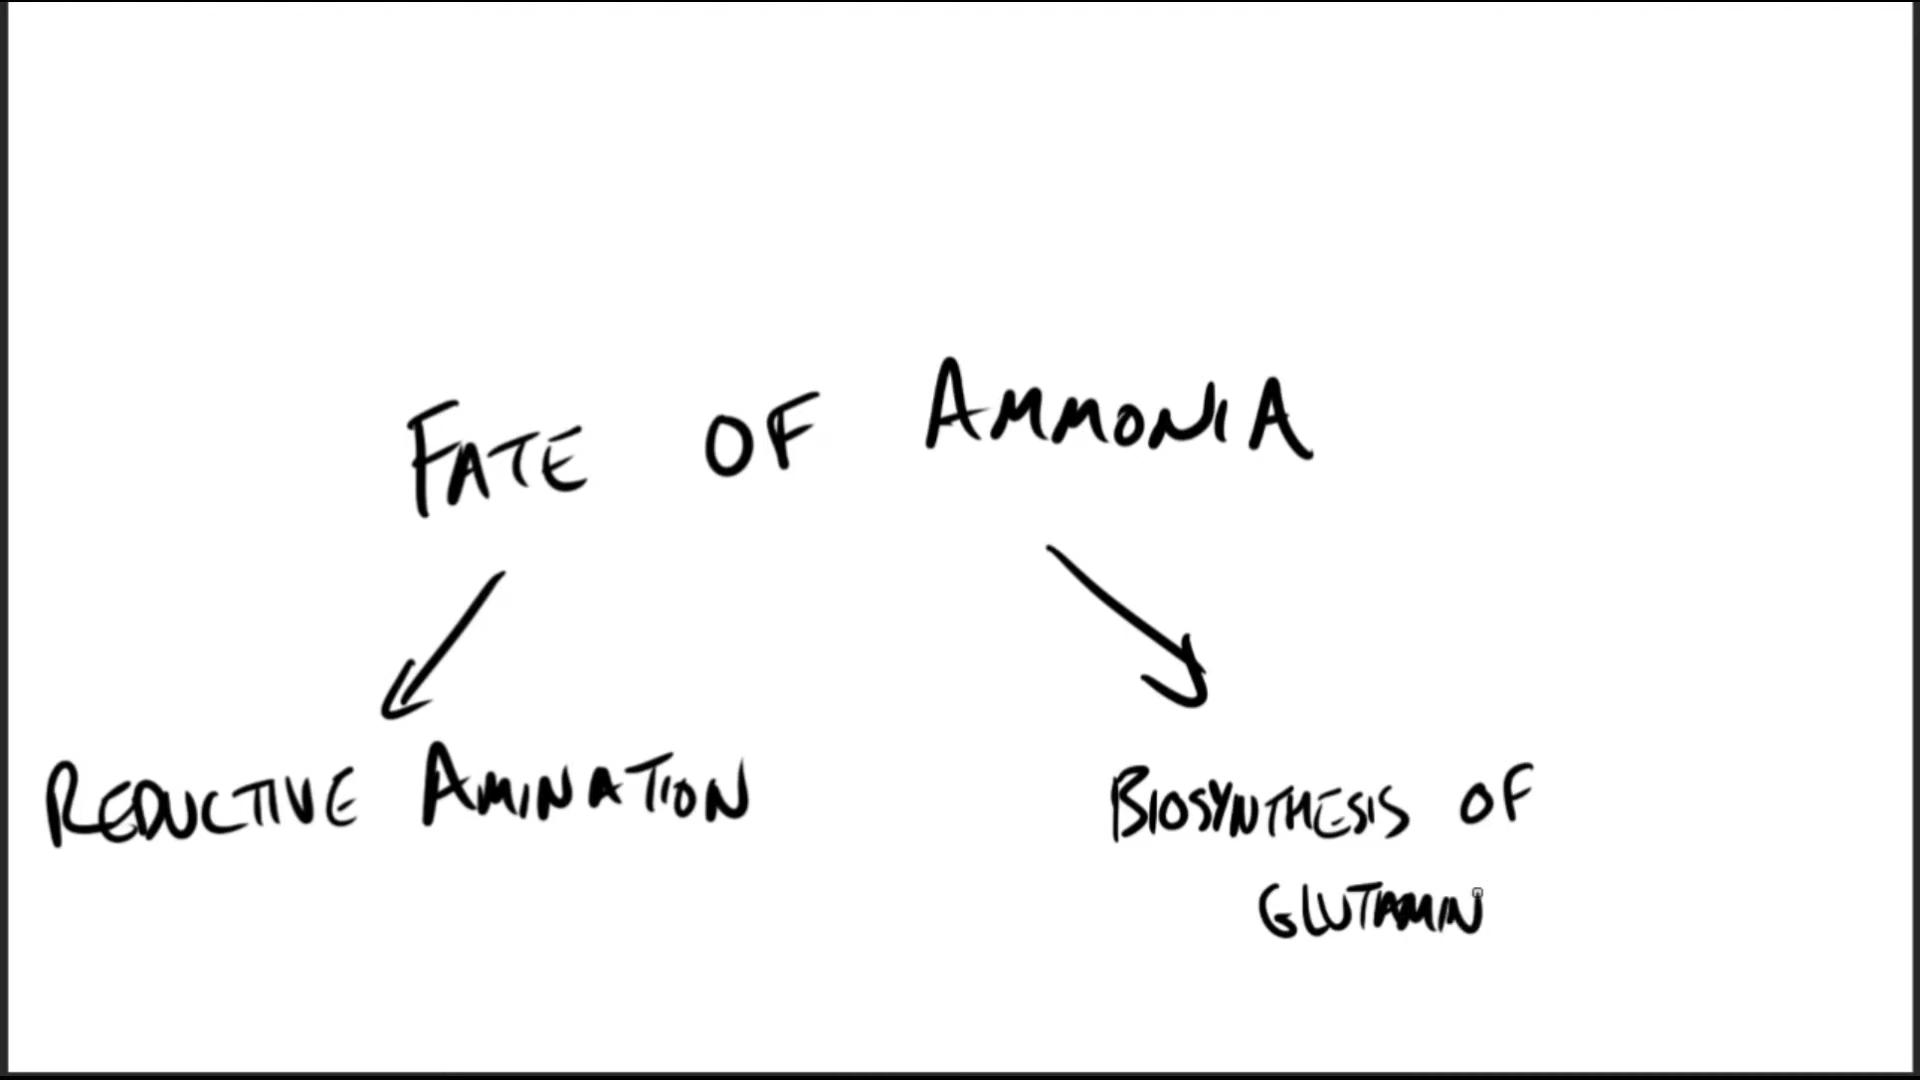 FATE OF AMMONIA
REDUCTIVE AMINATION
BIOSYNTHESIS OF
GLUTAMIN